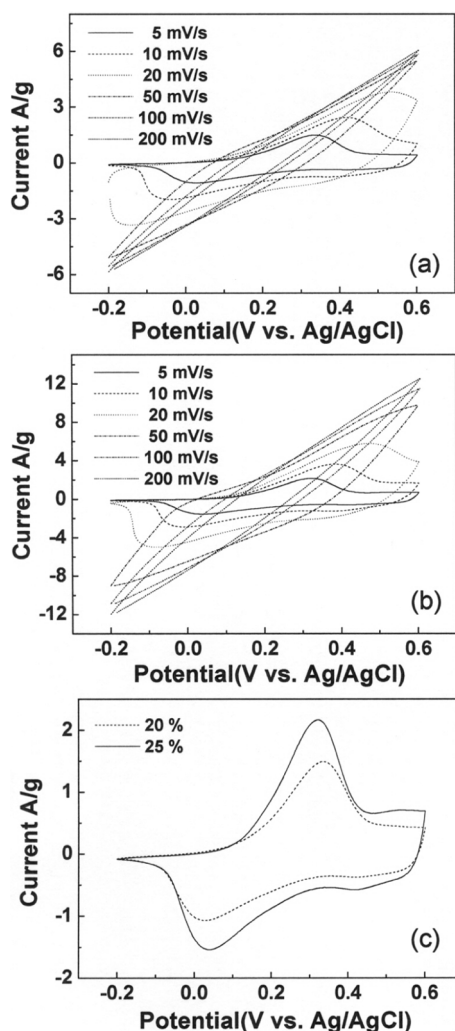 6
3
0
-3
-6
Current A/g
5 mV/s
10 mV/s
20 mV/s
50 mV/s
100 mV/s
200 mV/s
(a)
-0.2 0.0 0.2 0.4 0.6
Potential(V vs. Ag/AgCl)
12
8
4
0
-4
-8
-12
Current A/g
5 mV/s
10 mV/s
20 mV/s
50 mV/s
100 mV/s
200 mV/s
(b)
-0.2 0.0 0.2 0.4 0.6
Potential(V vs. Ag/AgCl)
2
1
0
-1
-2
Current A/g
20 %
25 %
(c)
-0.2 0.0 0.2 0.4 0.6
Potential(V vs. Ag/AgCl)